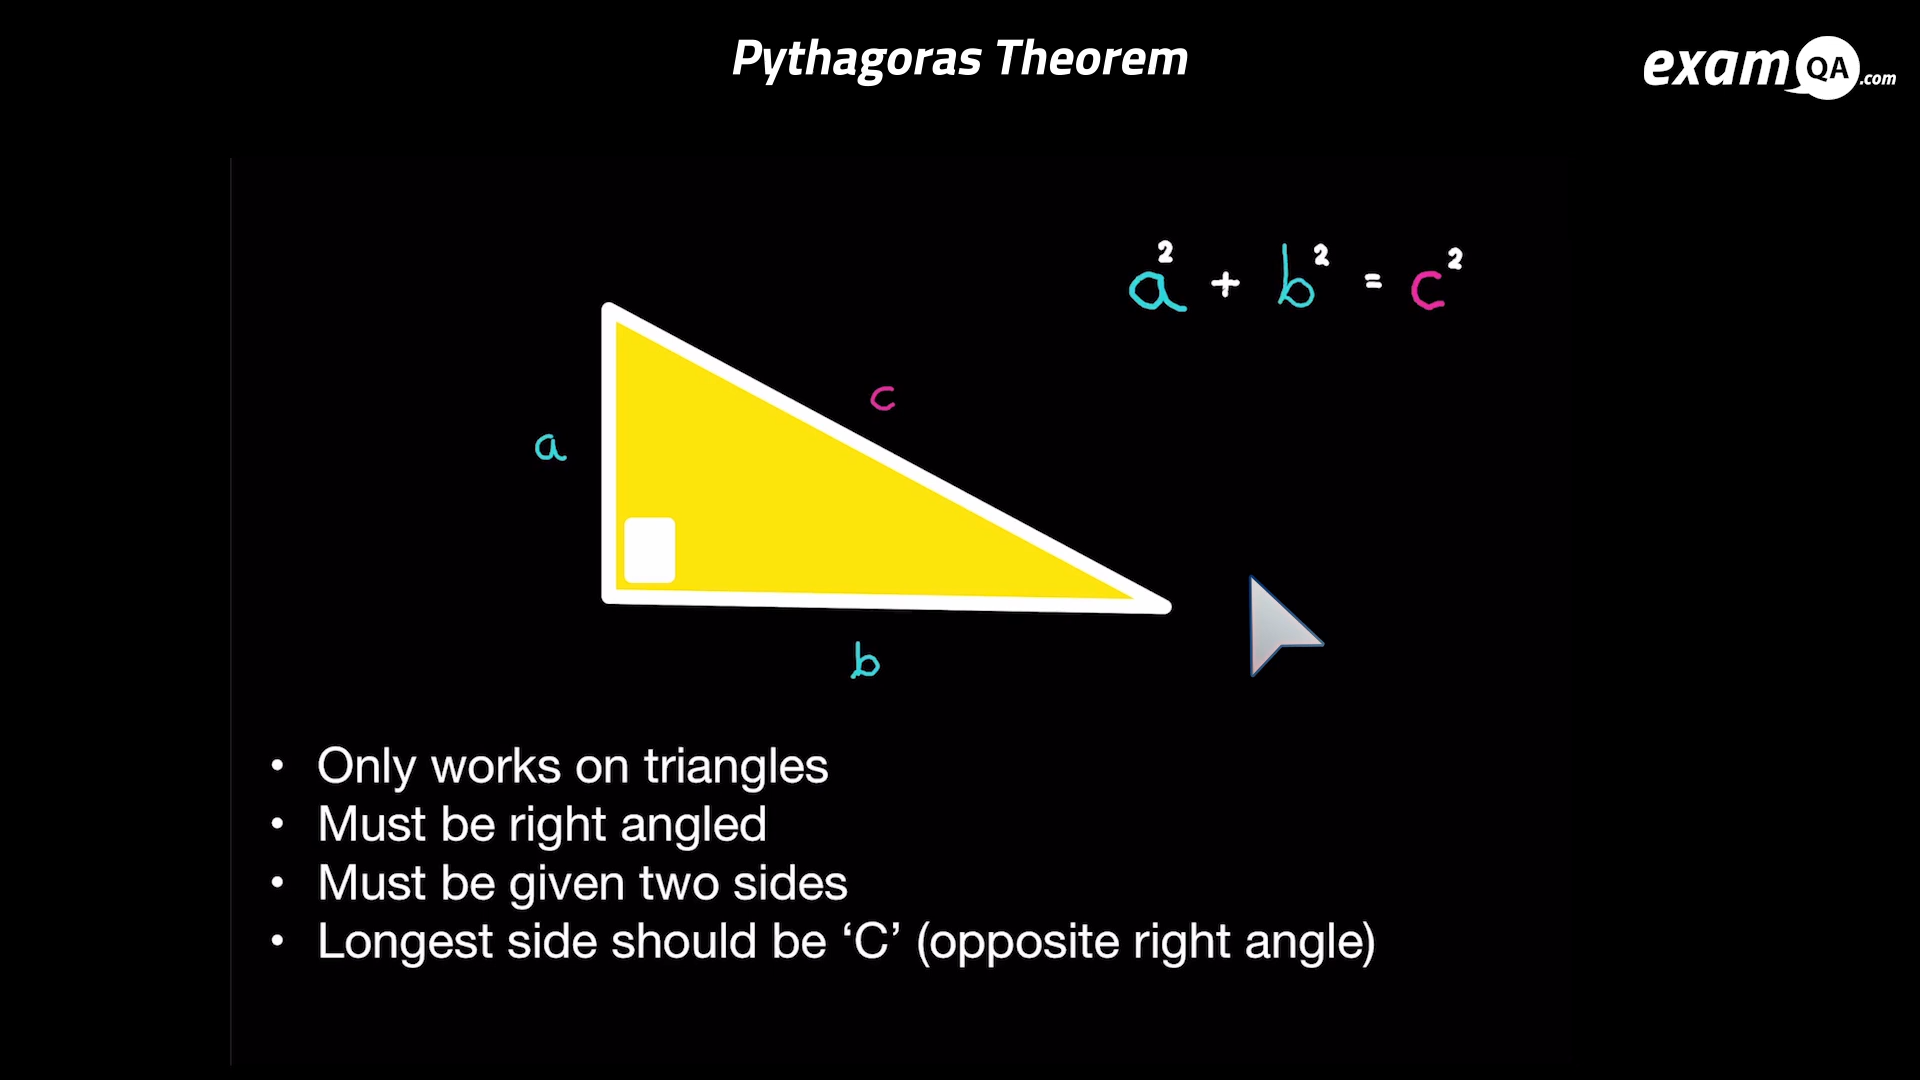 Pythagoras Theorem
examQA.com
a² + b² = c²
c
a
b
• Only works on triangles
• Must be right angled
• Must be given two sides
• Longest side should be ‘C’ (opposite right angle)